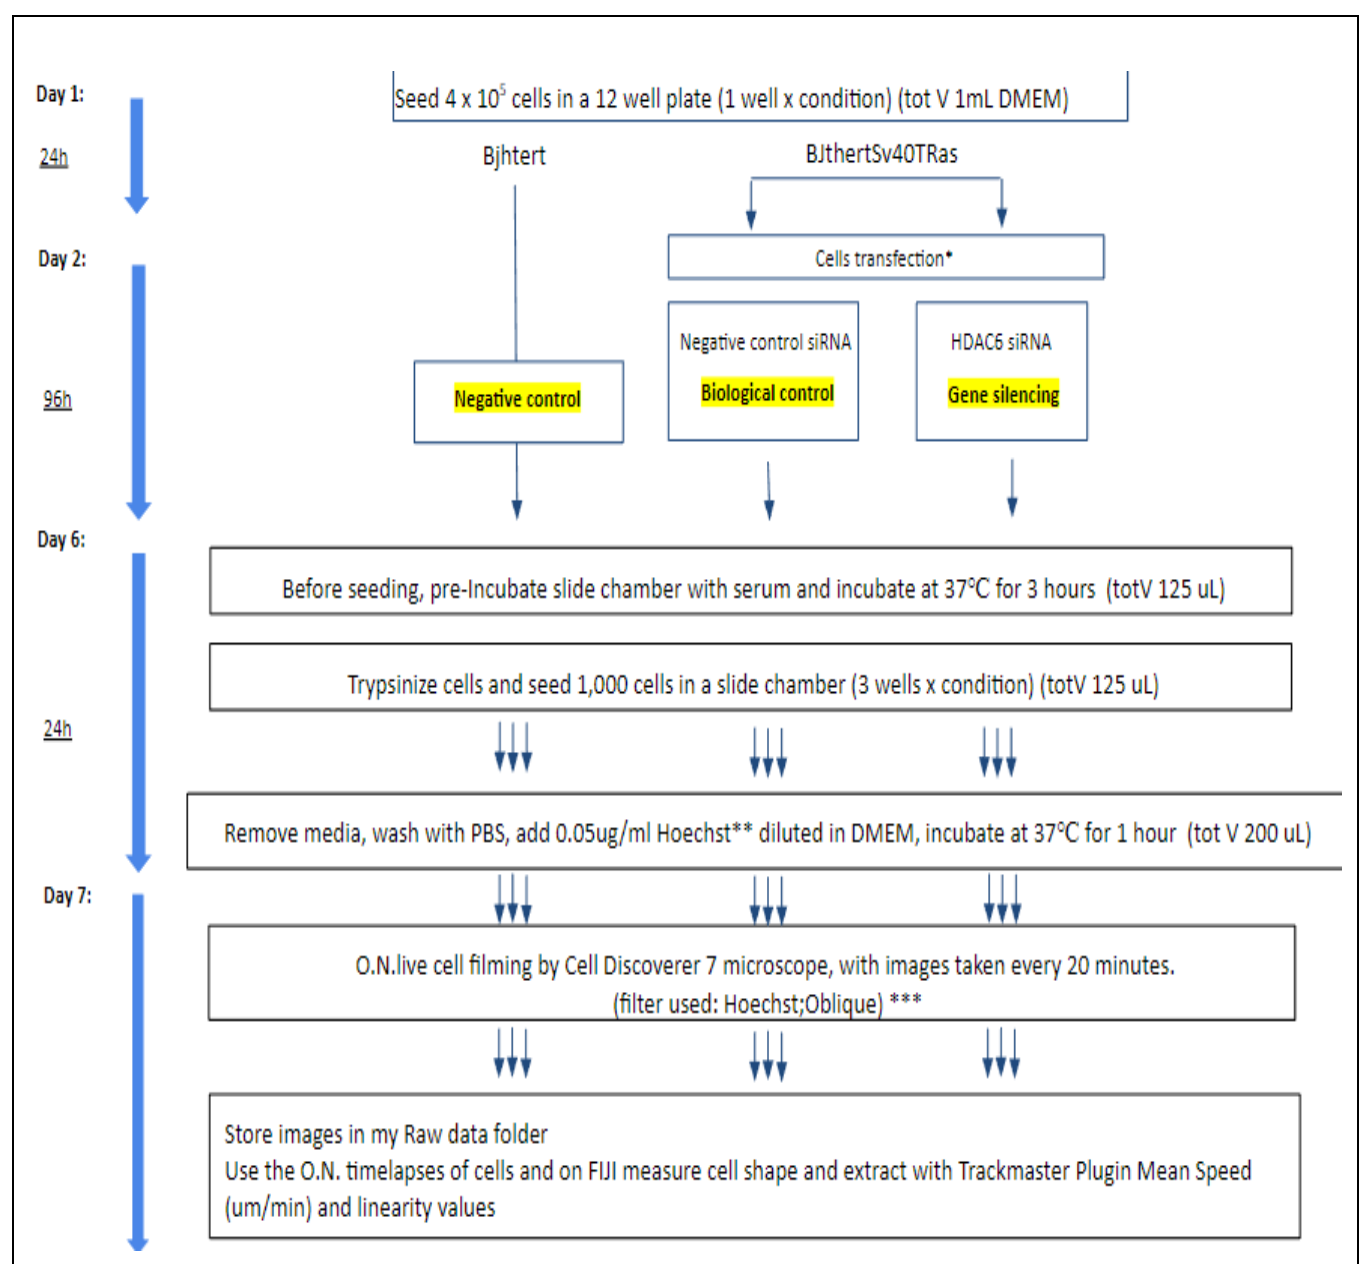 Day 1:
Seed 4 x 10⁵ cells in a 12 well plate (1 well x condition) (tot V 1mL DMEM)
24h
Bjhtert
BJthertSv40TRas
Day 2:
Cells transfection*
Negative control siRNA
HDAC6 siRNA
96h
Negative control
Biological control
Gene silencing
Day 6:
Before seeding, pre-Incubate slide chamber with serum and incubate at 37℃ for 3 hours (totV 125 uL)
Trypsinize cells and seed 1,000 cells in a slide chamber (3 wells x condition) (totV 125 uL)
24h
Remove media, wash with PBS, add 0.05ug/ml Hoechst** diluted in DMEM, incubate at 37℃ for 1 hour (tot V 200 uL)
Day 7:
O.N.live cell filming by Cell Discoverer 7 microscope, with images taken every 20 minutes.
(filter used: Hoechst;Oblique) ***
Store images in my Raw data folder
Use the O.N. timelapses of cells and on FIJI measure cell shape and extract with Trackmaster Plugin Mean Speed
(um/min) and linearity values